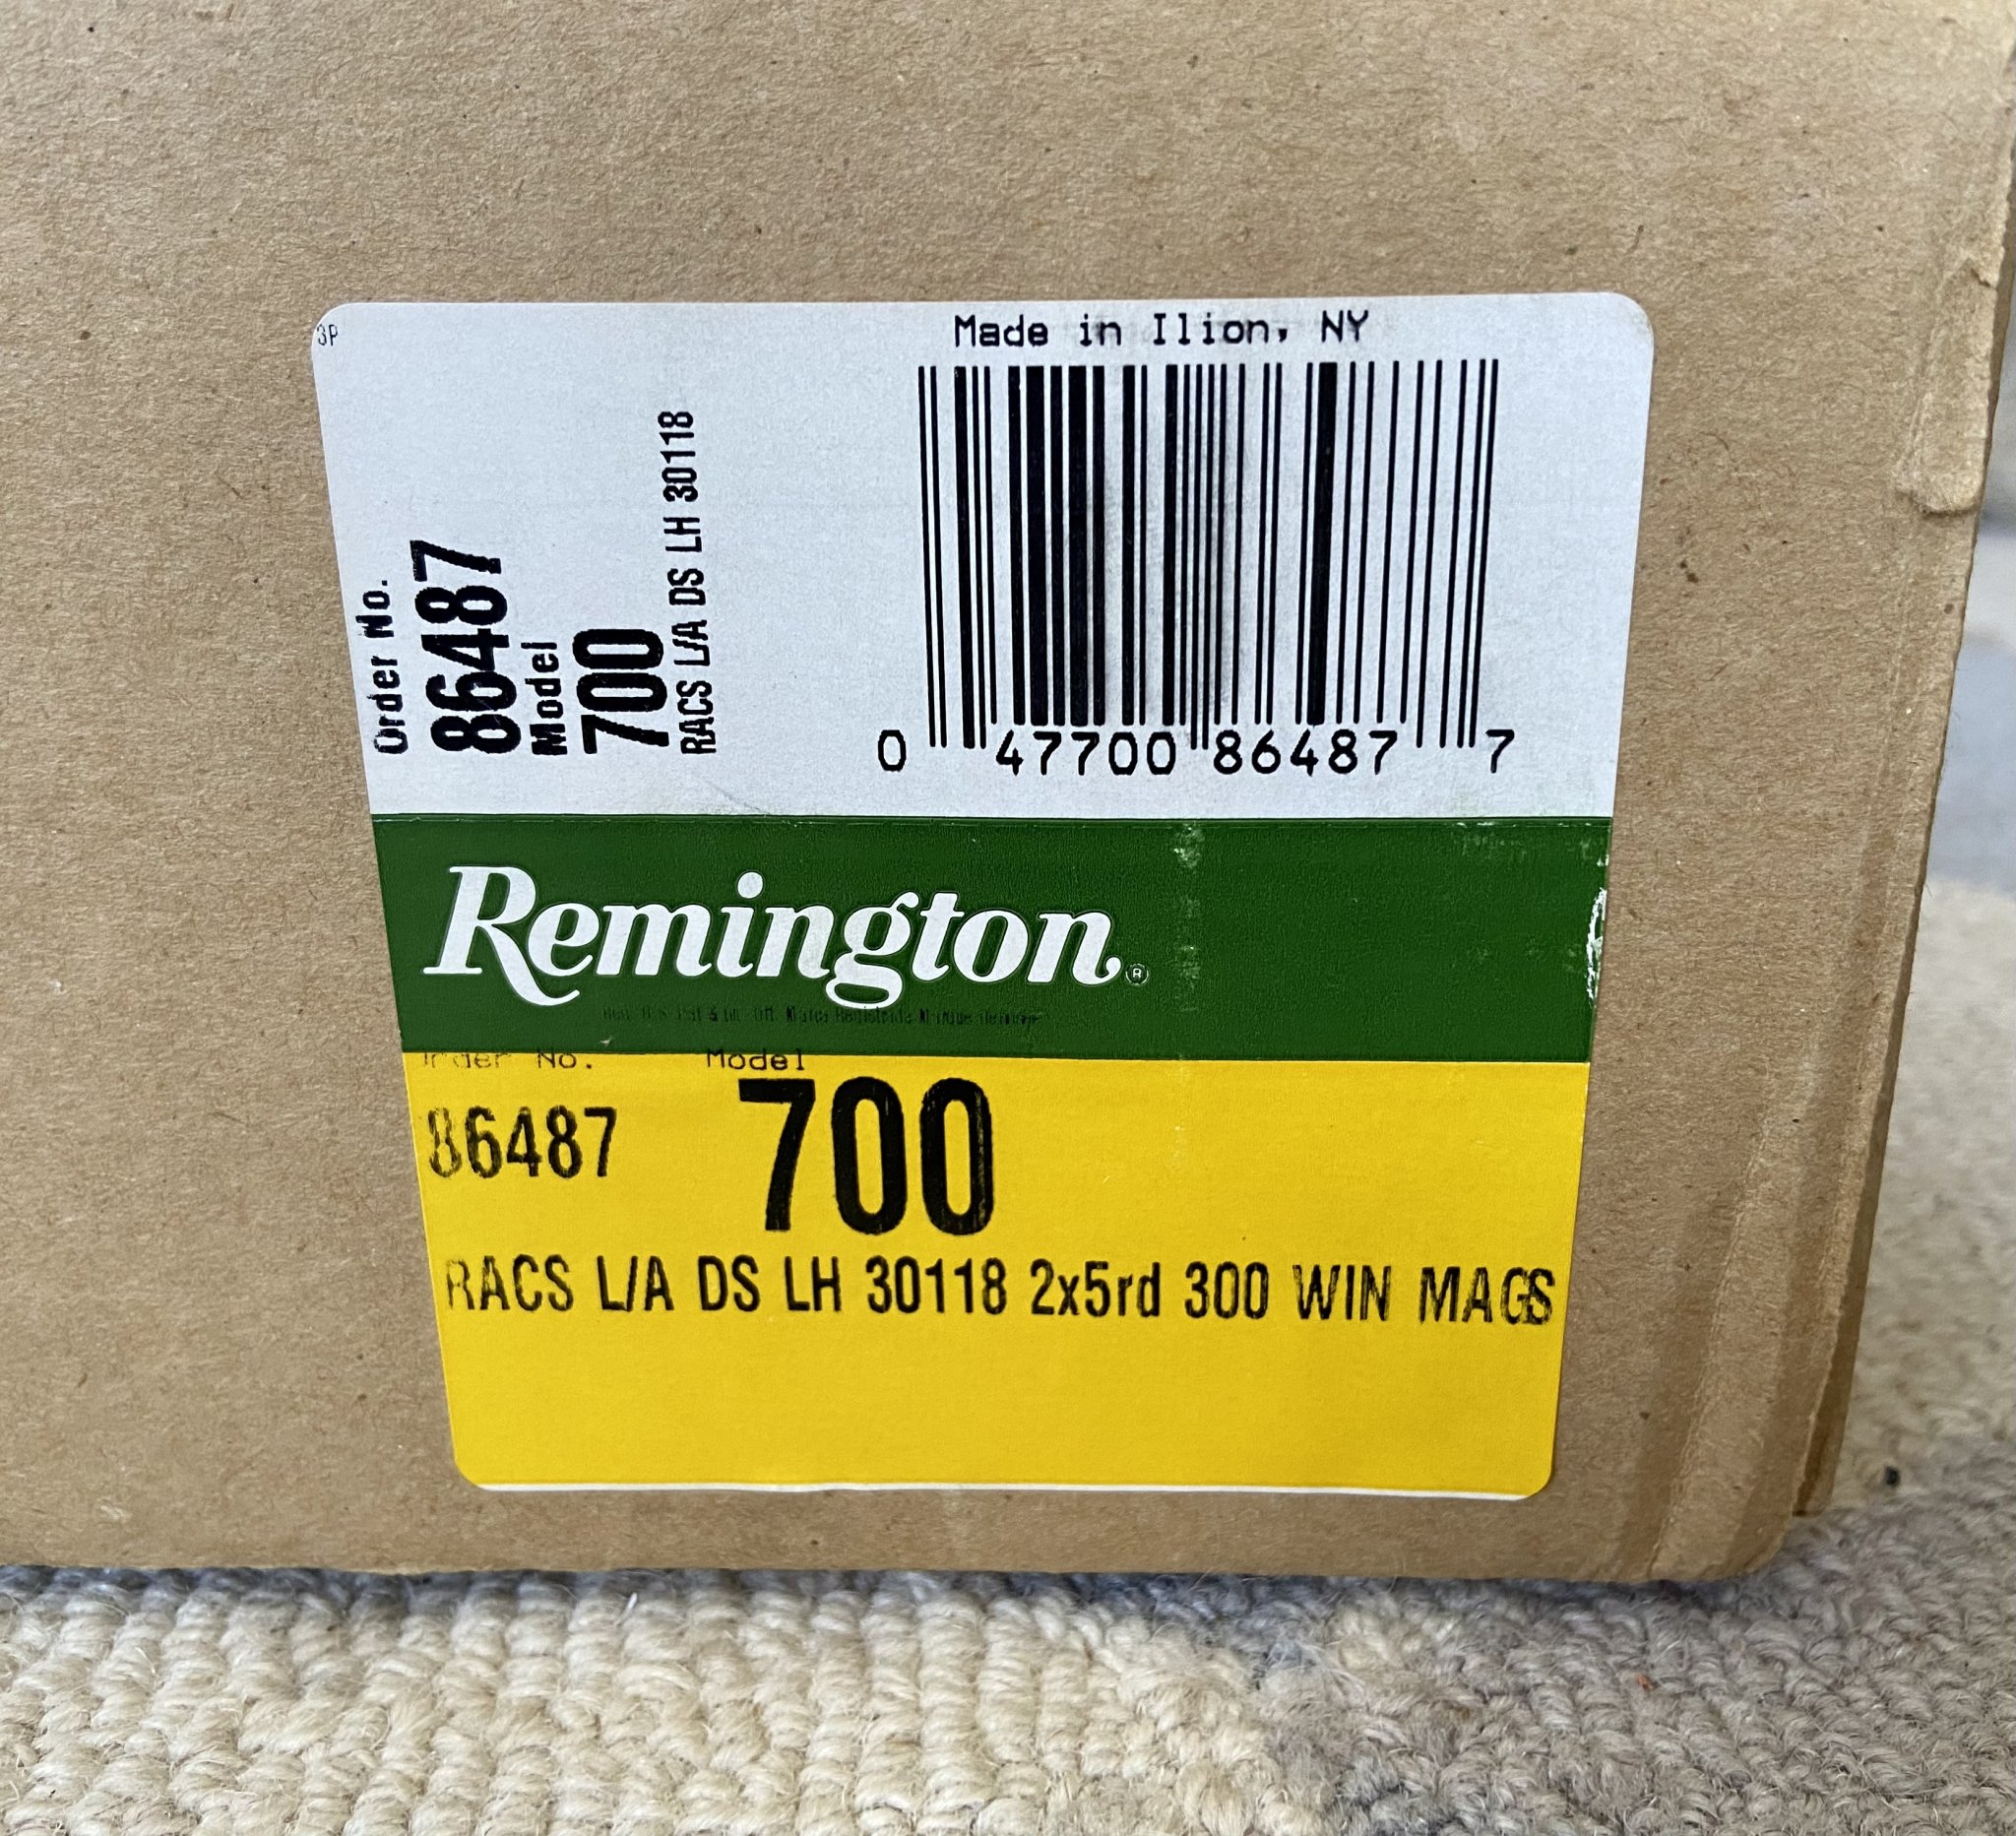 3P
Order No.
86487
Model
700
RACS L/A DS LH 30118
Made in Ilion, NY
0 47700 86487 7
Remington®
Order No. Model
86487 700
RACS L/A DS LH 30118 2x5rd 300 WIN MAGS